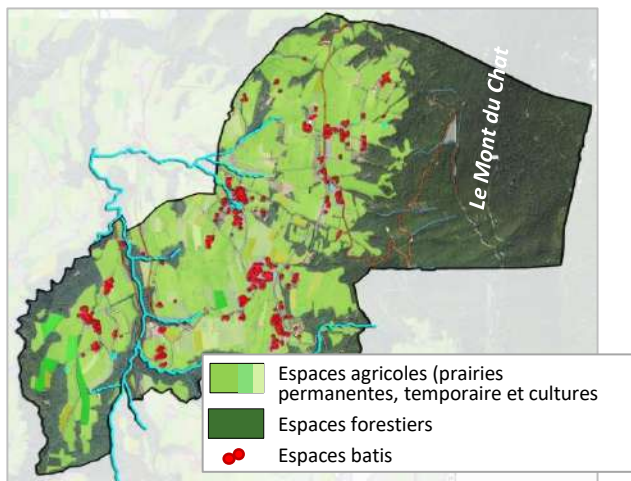 Le Mont du Chat
Espaces agricoles (prairies
permanentes, temporaire et cultures
Espaces forestiers
Espaces batis